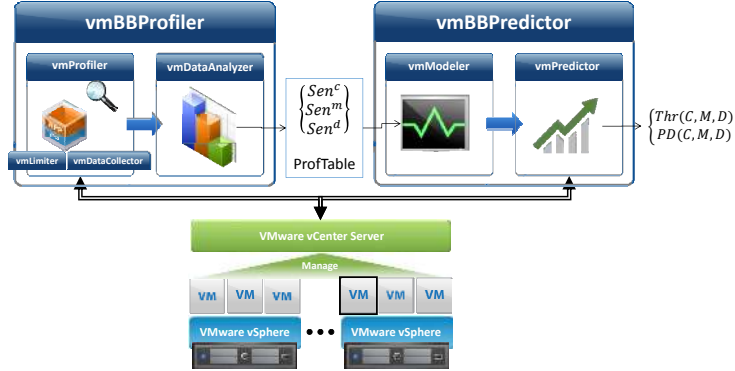 vmBBProfiler
vmProfiler
vmLimiter
vmDataCollector
vmDataAnalyzer
Sen^c
Sen^m
Sen^d
ProfTable
vmBBPredictor
vmModeler
vmPredictor
Thr(C, M, D)
PD(C, M, D)
VMware vCenter Server
Manage
VM VM VM
VM VM VM
VMware vSphere
VMware vSphere